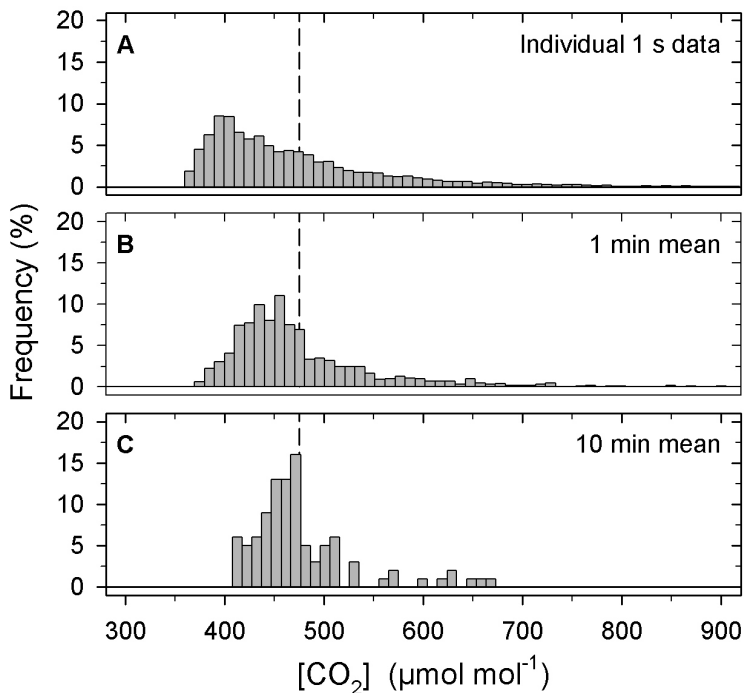 A Individual 1 s data
20
15
10
5
0
B 1 min mean
20
15
10
5
0
C 10 min mean
20
15
10
5
0
Frequency (%)
300 400 500 600 700 800 900
[CO₂] (µmol mol⁻¹)